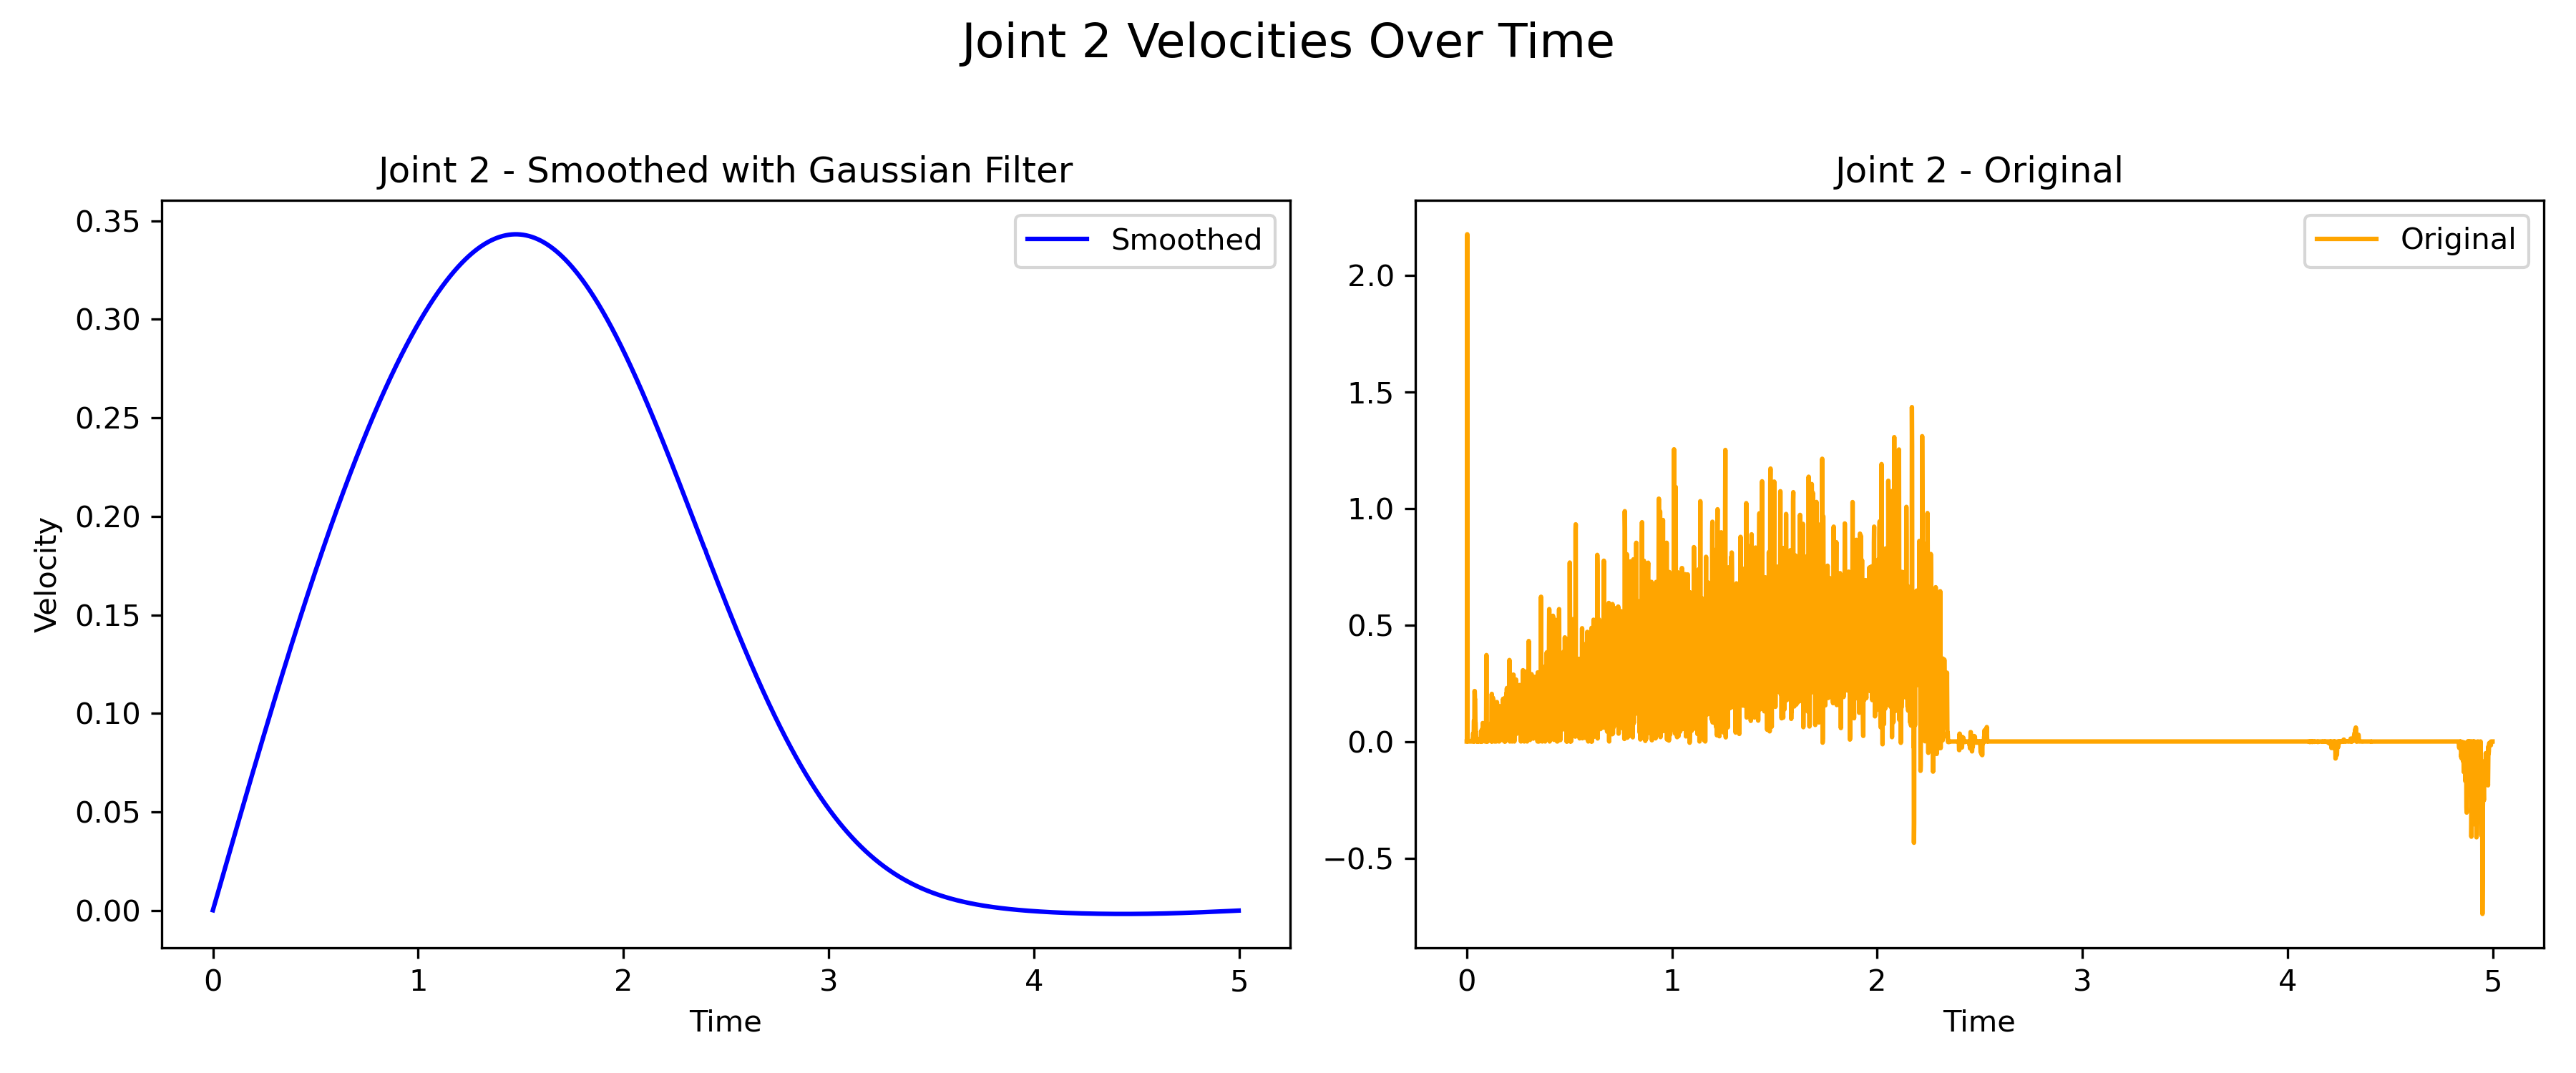 Joint 2 Velocities Over Time
Joint 2 - Smoothed with Gaussian Filter
Smoothed
0.35
0.30
0.25
0.20
0.15
0.10
0.05
0.00
Velocity
0 1 2 3 4 5
Time
Joint 2 - Original
Original
2.0
1.5
1.0
0.5
0.0
−0.5
0 1 2 3 4 5
Time